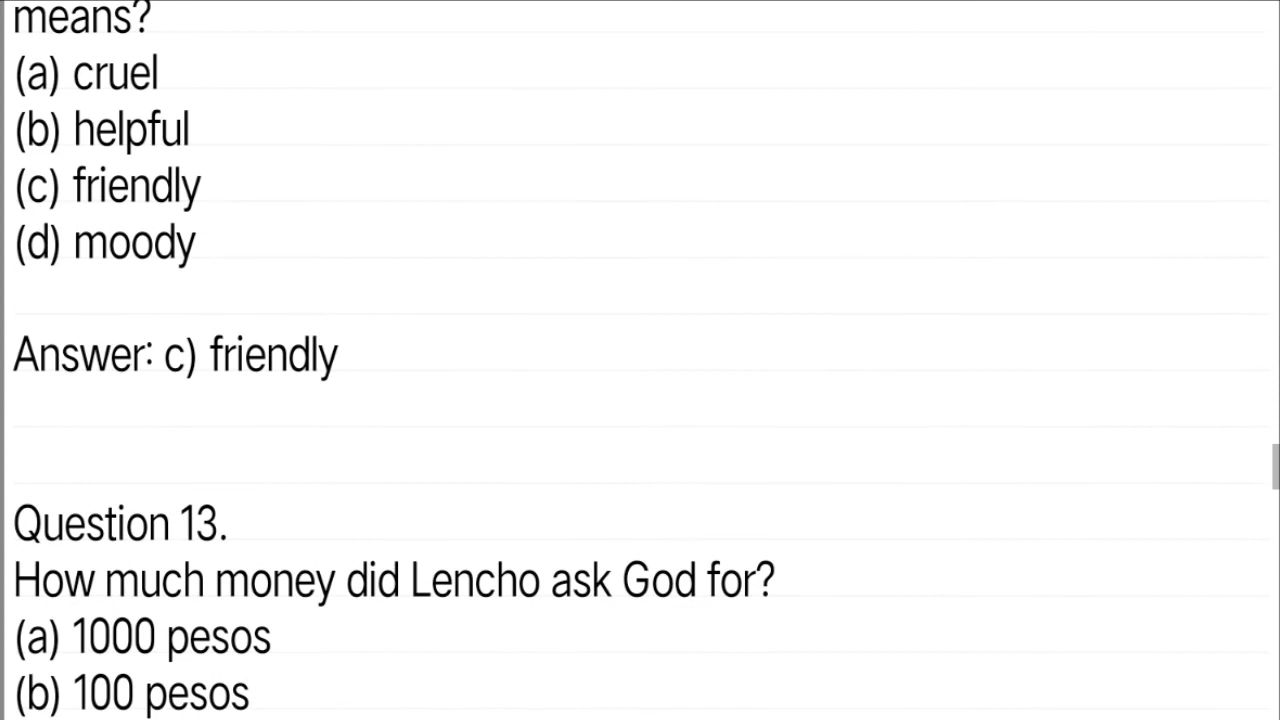 means?
(a) cruel
(b) helpful
(c) friendly
(d) moody
Answer: c) friendly
Question 13.
How much money did Lencho ask God for?
(a) 1000 pesos
(b) 100 pesos